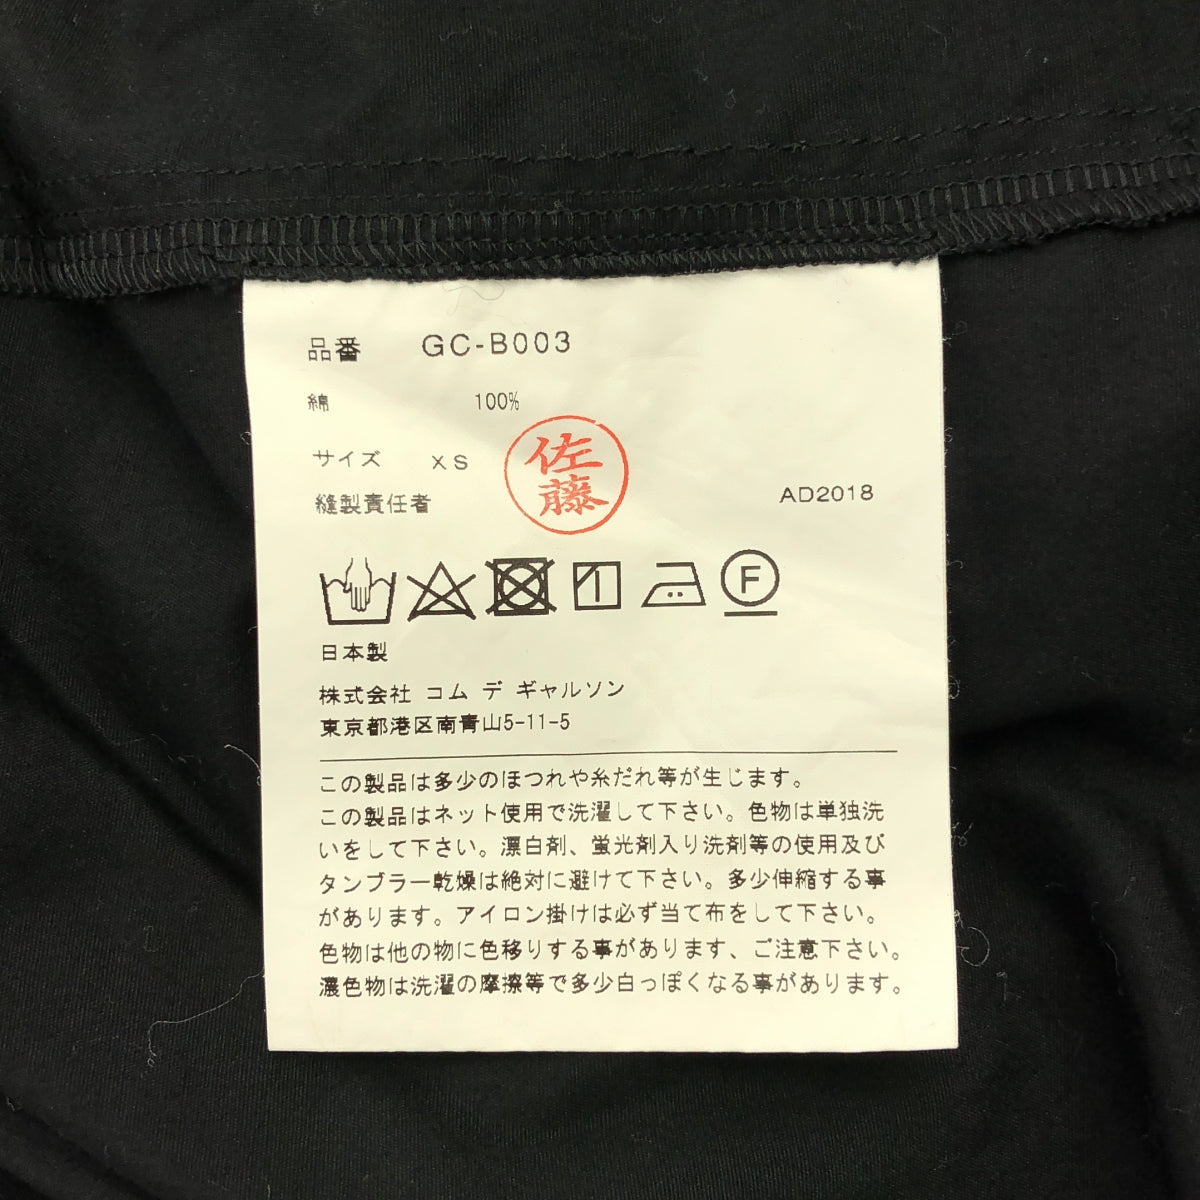 品番 GC-B003
綿 100%
サイズ XS
佐藤
縫製責任者
AD2018
F
日本製
株式会社 コム デ ギャルソン
東京都港区南青山5-11-5
この製品は多少のほつれや糸だれ等が生じます。
この製品はネット使用で洗濯して下さい。色物は単独洗
いをして下さい。漂白剤、蛍光剤入り洗剤等の使用及び
タンブラー乾燥は絶対に避けて下さい。多少伸縮する事
があります。アイロン掛けは必ず当て布をして下さい。
色物は他の物に色移りする事があります、ご注意下さい。
濃色物は洗濯の摩擦等で多少白っぽくなる事があります。